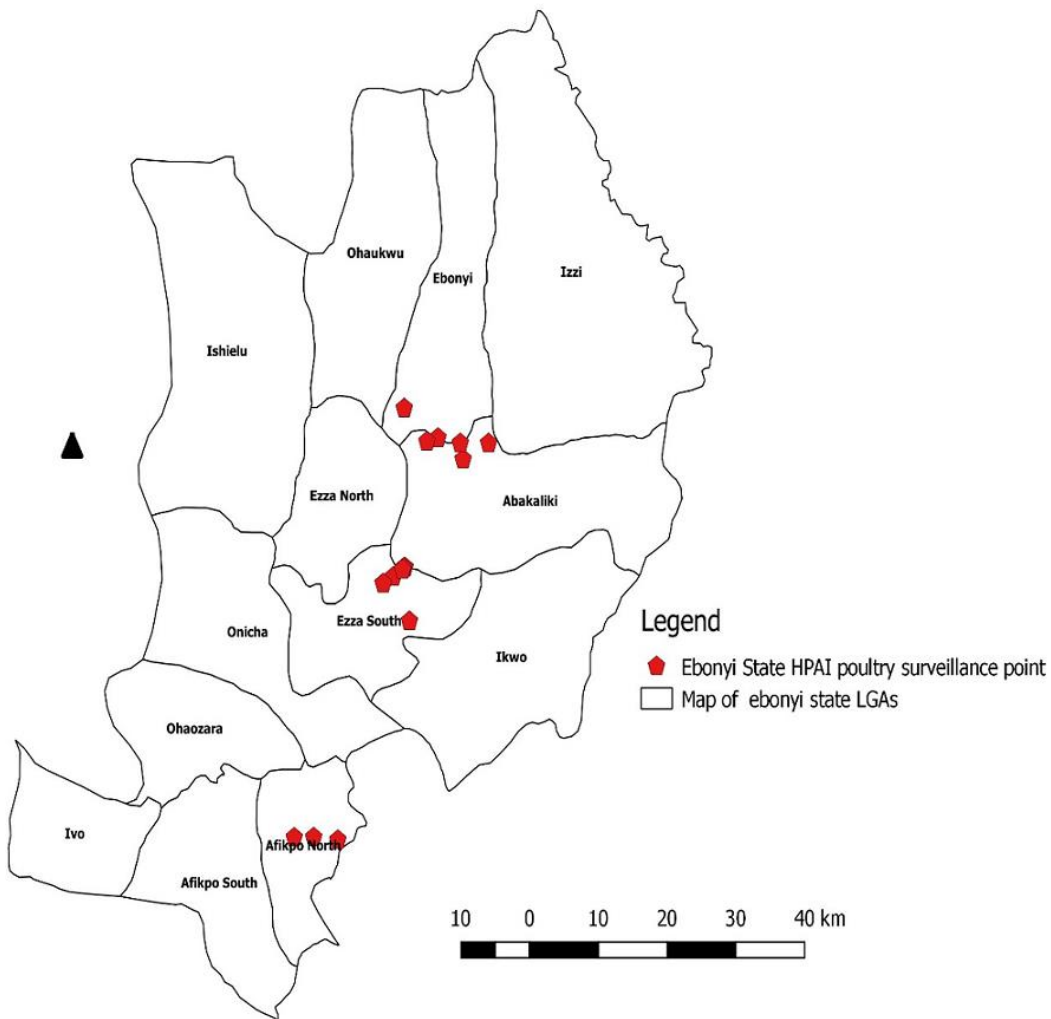 Ohaukwu
Ebonyi
Izzi
Ishielu
Ezza North
Abakaliki
Ezza South
Onicha
Ikwo
Ohaozara
Ivo
Afikpo North
Afikpo South
Legend
Ebonyi State HPAI poultry surveillance point
Map of ebonyi state LGAs
10 0 10 20 30 40 km